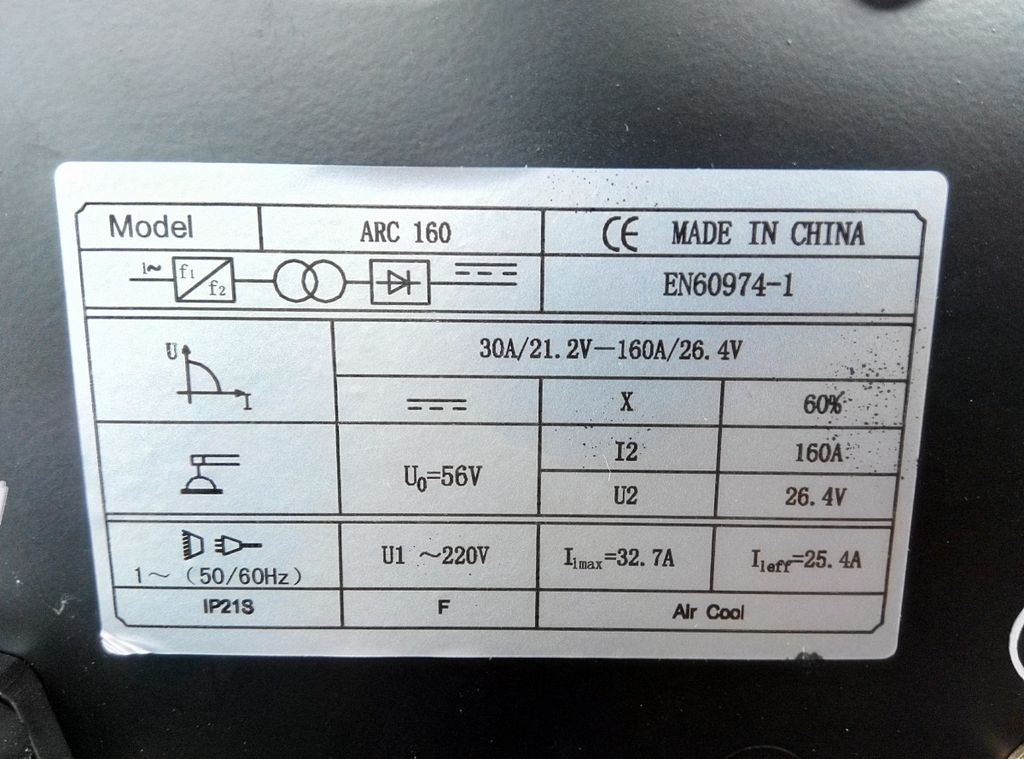 Model ARC 160 CE MADE IN CHINA
1~ f1 f2 EN60974-1
U I 30A/21.2V—160A/26.4V
X 60%
U0=56V I2 160A
U2 26.4V
1～ (50/60Hz) U1 ～220V I1max=32.7A I1eff=25.4A
IP21S F Air Cool